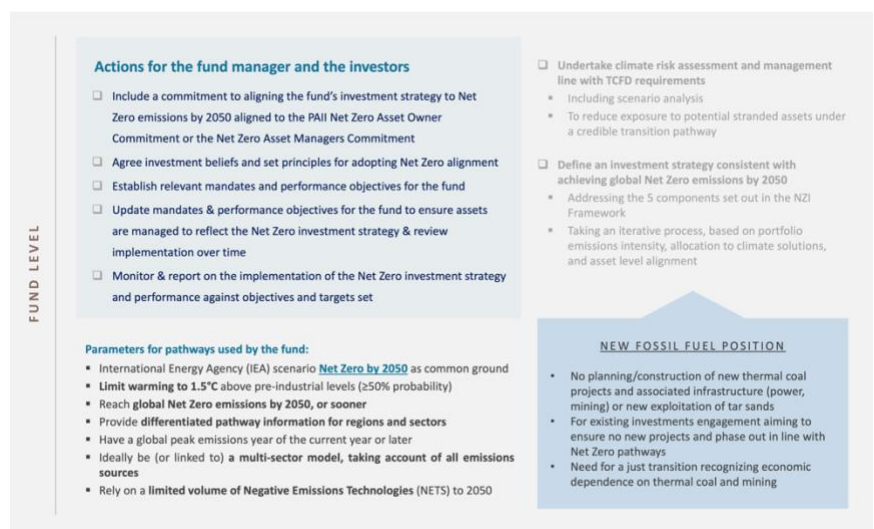 FUND LEVEL
Actions for the fund manager and the investors
Include a commitment to aligning the fund's investment strategy to Net
Zero emissions by 2050 aligned to the PAII Net Zero Asset Owner
Commitment or the Net Zero Asset Managers Commitment
Agree investment beliefs and set principles for adopting Net Zero alignment
Establish relevant mandates and performance objectives for the fund
Update mandates & performance objectives for the fund to ensure assets
are managed to reflect the Net Zero investment strategy & review
implementation over time
Monitor & report on the implementation of the Net Zero investment strategy
and performance against objectives and targets set
Parameters for pathways used by the fund:
International Energy Agency (IEA) scenario Net Zero by 2050 as common ground
Limit warming to 1.5°C above pre-industrial levels (≥50% probability)
Reach global Net Zero emissions by 2050, or sooner
Provide differentiated pathway information for regions and sectors
Have a global peak emissions year of the current year or later
Ideally be (or linked to) a multi-sector model, taking account of all emissions
sources
Rely on a limited volume of Negative Emissions Technologies (NETS) to 2050
Undertake climate risk assessment and management
line with TCFD requirements
Including scenario analysis
To reduce exposure to potential stranded assets under
a credible transition pathway
Define an investment strategy consistent with
achieving global Net Zero emissions by 2050
Addressing the 5 components set out in the NZI
Framework
Taking an iterative process, based on portfolio
emissions intensity, allocation to climate solutions,
and asset level alignment
NEW FOSSIL FUEL POSITION
No planning/construction of new thermal coal
projects and associated infrastructure (power,
mining) or new exploitation of tar sands
For existing investments engagement aiming to
ensure no new projects and phase out in line with
Net Zero pathways
Need for a just transition recognizing economic
dependence on thermal coal and mining